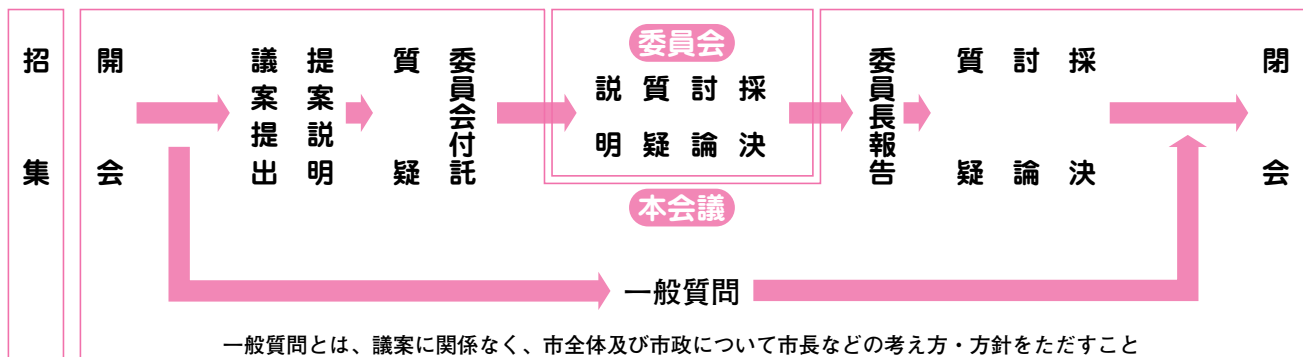 招集
開会
議案提出
提案説明
質疑
委員会付託
委員会
説明
質疑
討論
採決
委員長報告
質疑
討論
採決
閉会
本会議
一般質問
一般質問とは、議案に関係なく、市全体及び市政について市長などの考え方・方針をただすこと